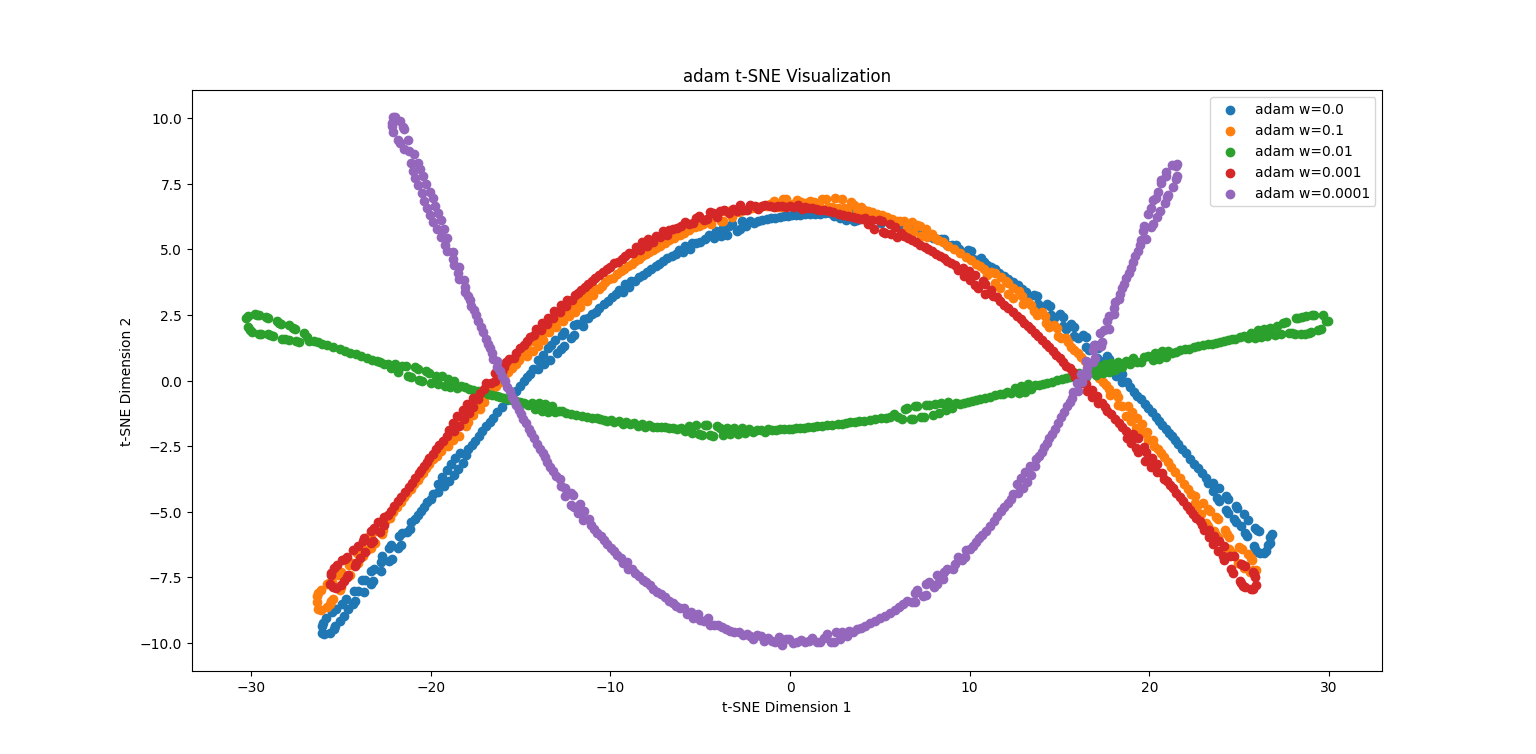 adam t-SNE Visualization
adam w=0.0
adam w=0.1
adam w=0.01
adam w=0.001
adam w=0.0001
t-SNE Dimension 2
10.0
7.5
5.0
2.5
0.0
−2.5
−5.0
−7.5
−10.0
−30
−20
−10
0
10
20
30
t-SNE Dimension 1